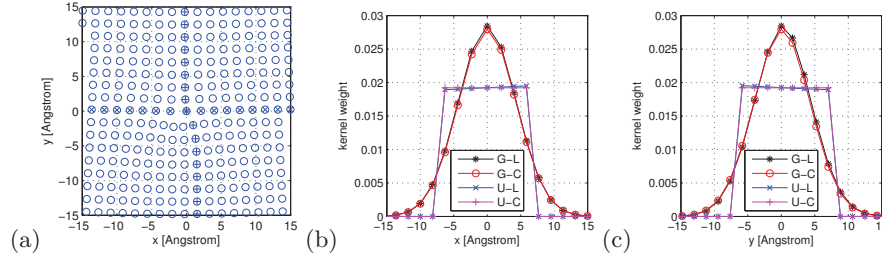 (a)
y [Angstrom]
15
10
5
0
−5
−10
−15
−15 −10 −5 0 5 10 15
x [Angstrom]
(b)
kernel weight
0.03
0.025
0.02
0.015
0.01
0.005
0
−15 −10 −5 0 5 10 15
x [Angstrom]
G−L
G−C
U−L
U−C
(c)
kernel weight
0.03
0.025
0.02
0.015
0.01
0.005
0
−15 −10 −5 0 5 10 15
y [Angstrom]
G−L
G−C
U−L
U−C